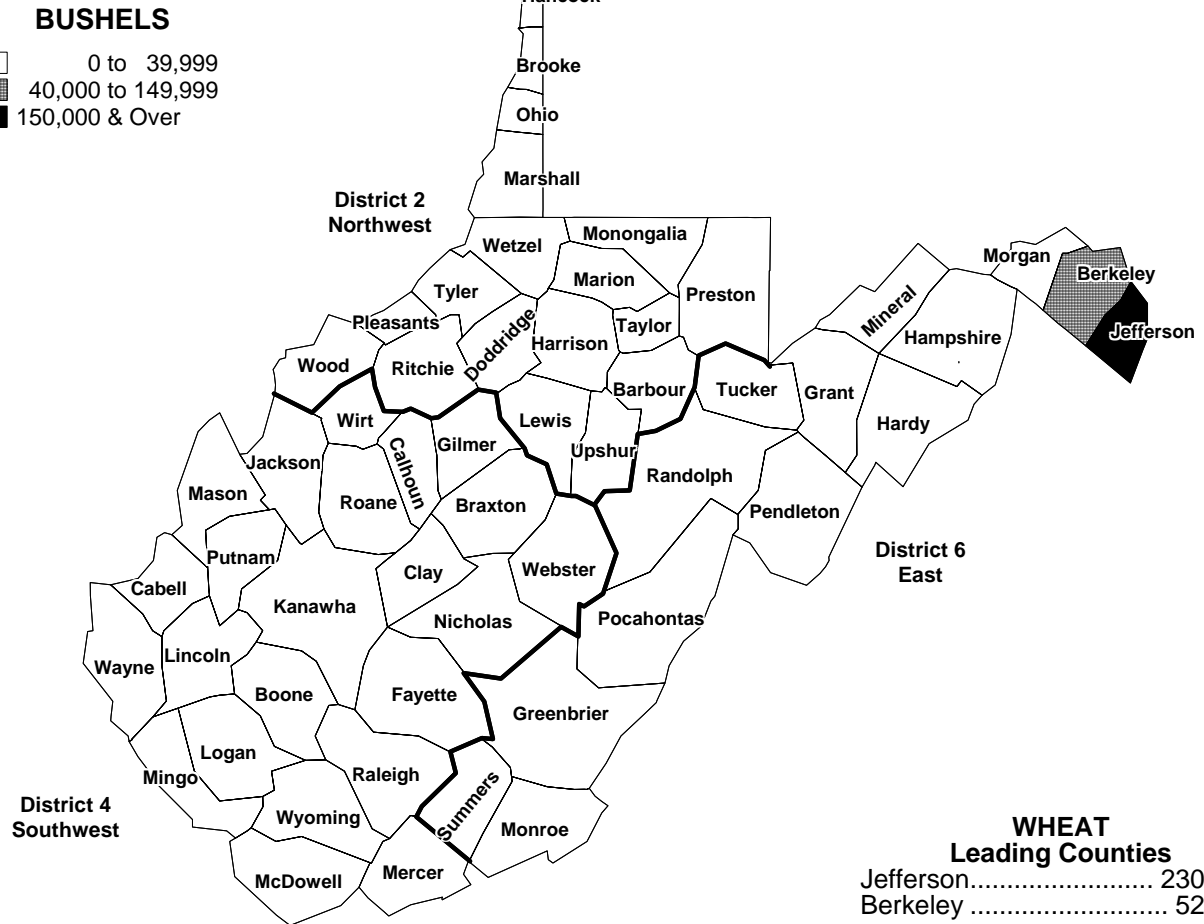 Hancock
BUSHELS
0 to 39,999
40,000 to 149,999
150,000 & Over
Brooke
Ohio
Marshall
District 2
Northwest
Wetzel
Monongalia
Marion
Preston
Tyler
Pleasants
Doddridge
Harrison
Taylor
Wood
Ritchie
Barbour
Tucker
Grant
Mineral
Hampshire
Morgan
Berkeley
Jefferson
Hardy
Wirt
Lewis
Gilmer
Upshur
Calhoun
Jackson
Randolph
Mason
Roane
Braxton
Pendleton
Putnam
District 6
East
Clay
Webster
Cabell
Kanawha
Nicholas
Pocahontas
Wayne
Lincoln
Boone
Fayette
Greenbrier
Logan
Mingo
Raleigh
Summers
District 4
Southwest
Wyoming
Monroe
McDowell
Mercer
WHEAT
Leading Counties
Jefferson.......................... 230
Berkeley ............................ 52